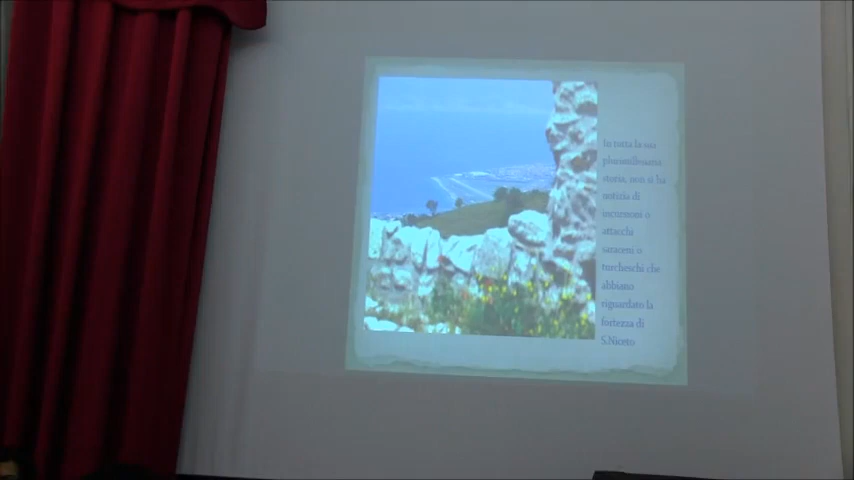 In tutta la sua
plurimillenaria
storia, non si ha
notizia di
incursioni o
attacchi
saraceni o
turcheschi che
abbiano
riguardato la
fortezza di
S.Niceto